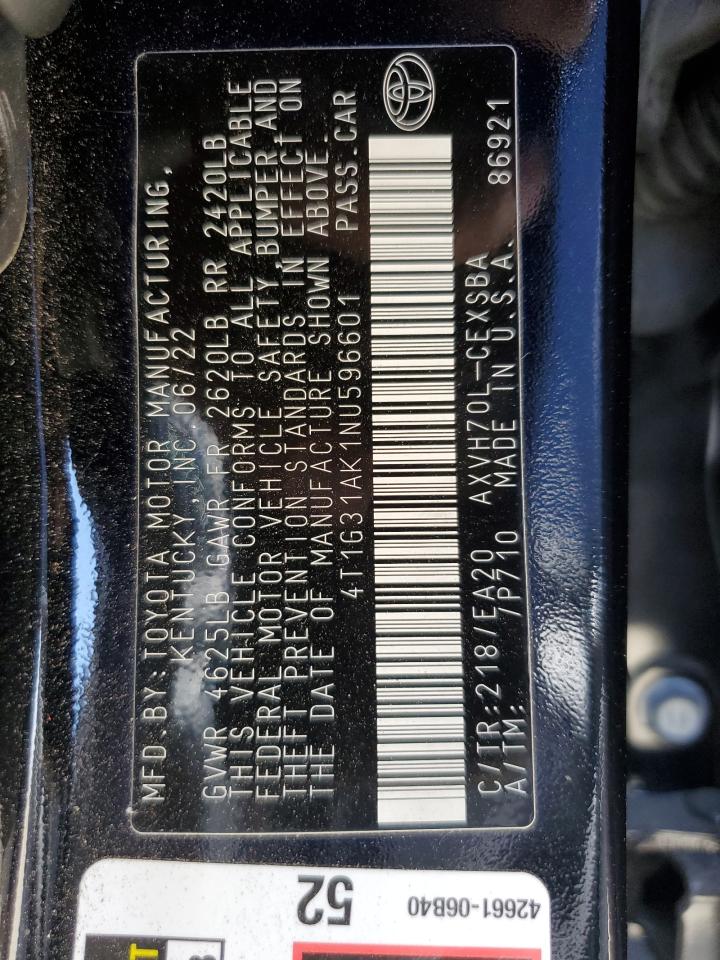 MFD.BY:TOYOTA MOTOR MANUFACTURING,
KENTUCKY,INC.06/22
GVWR 4625LB GAWR FR 2620LB RR 2420LB
THIS VEHICLE CONFORMS TO ALL APPLICABLE
FEDERAL MOTOR VEHICLE SAFETY,BUMPER AND
THEFT PREVENTION STANDARDS IN EFFECT ON
THE DATE OF MANUFACTURE SHOWN ABOVE.
4T1G31AK1NU596601 PASS.CAR
C/TR:218/EA20 AXVH70L-CEXSBA 86921
A/TM: /P710 MADE IN U.S.A.
52
42661-06B40